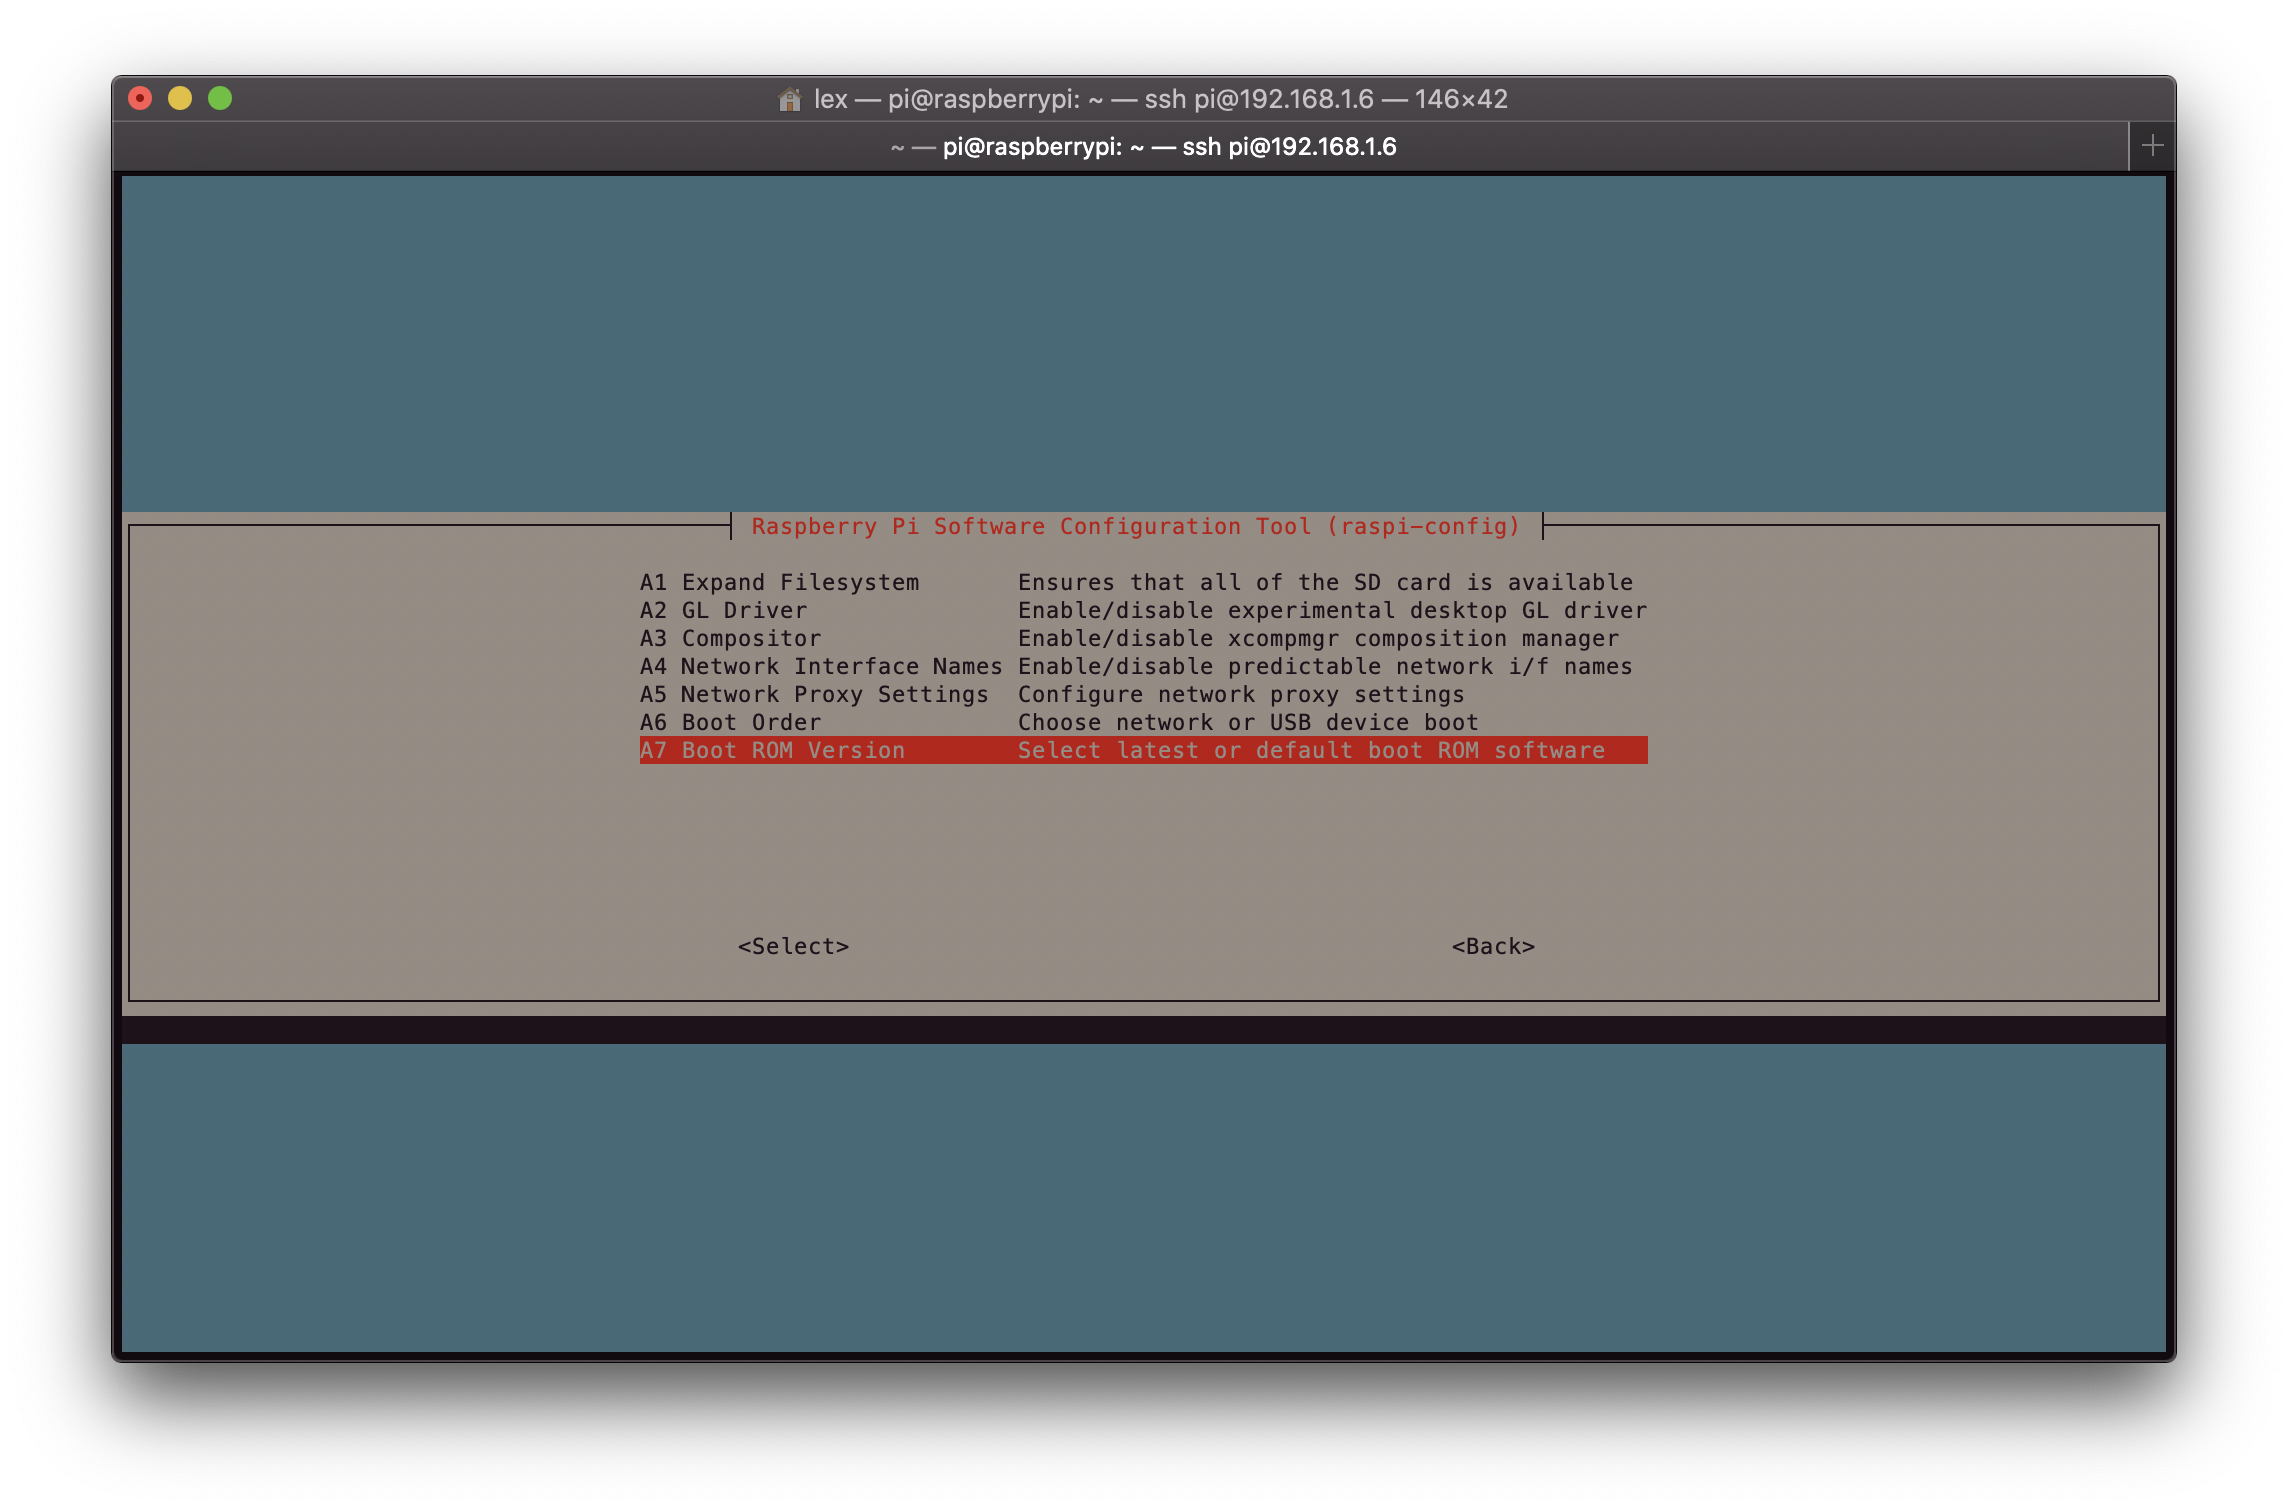 lex — pi@raspberrypi: ~ — ssh pi@192.168.1.6 — 146×42
~ — pi@raspberrypi: ~ — ssh pi@192.168.1.6
Raspberry Pi Software Configuration Tool (raspi-config)
A1 Expand Filesystem Ensures that all of the SD card is available
A2 GL Driver Enable/disable experimental desktop GL driver
A3 Compositor Enable/disable xcompmgr composition manager
A4 Network Interface Names Enable/disable predictable network i/f names
A5 Network Proxy Settings Configure network proxy settings
A6 Boot Order Choose network or USB device boot
A7 Boot ROM Version Select latest or default boot ROM software
<Select> <Back>